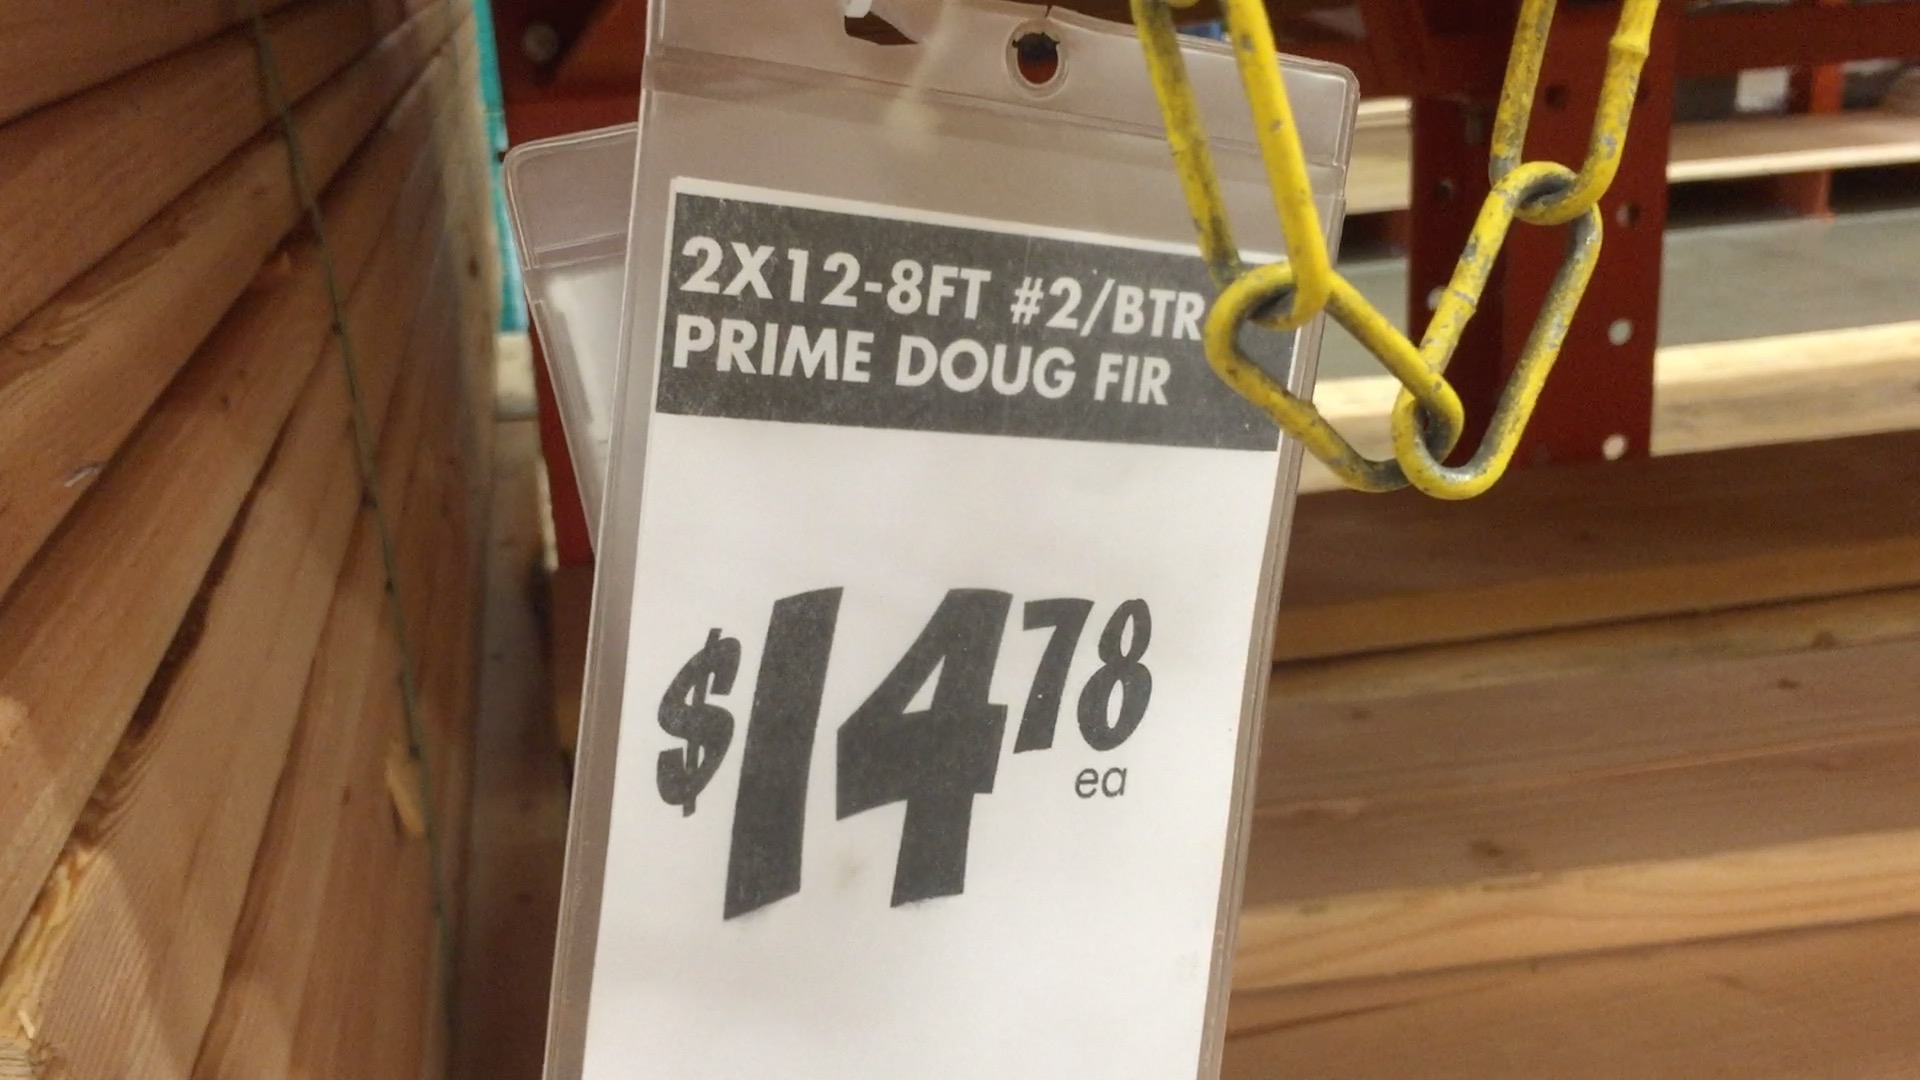 2X12-8FT #2/BTR
PRIME DOUG FIR
$14 78
ea